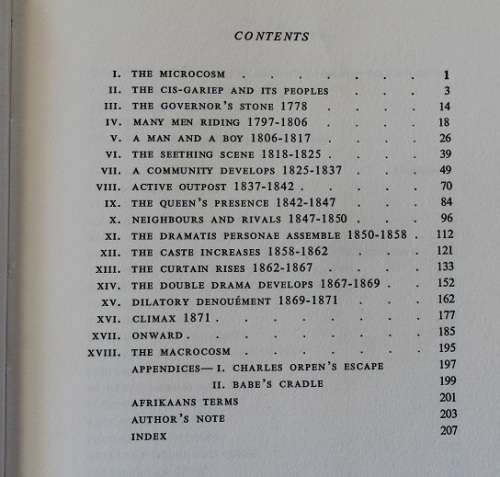 CONTENTS
I. THE MICROCOSM . . . . . . . 1
II. THE CIS-GARIEP AND ITS PEOPLES . . . . 3
III. THE GOVERNOR'S STONE 1778 . . . . . 14
IV. MANY MEN RIDING 1797-1806 . . . . . 18
V. A MAN AND A BOY 1806-1817 . . . . . 26
VI. THE SEETHING SCENE 1818-1825 . . . . . 39
VII. A COMMUNITY DEVELOPS 1825-1837 . . . . 49
VIII. ACTIVE OUTPOST 1837-1842 . . . . . 70
IX. THE QUEEN'S PRESENCE 1842-1847 . . . . 84
X. NEIGHBOURS AND RIVALS 1847-1850 . . . . 96
XI. THE DRAMATIS PERSONAE ASSEMBLE 1850-1858 . 112
XII. THE CASTE INCREASES 1858-1862 . . . . 121
XIII. THE CURTAIN RISES 1862-1867 . . . . . 133
XIV. THE DOUBLE DRAMA DEVELOPS 1867-1869 . . 152
XV. DILATORY DENOUÉMENT 1869-1871 . . . . 162
XVI. CLIMAX 1871 . . . . . . . . 177
XVII. ONWARD . . . . . . . . . 185
XVIII. THE MACROCOSM . . . . . . . 195
APPENDICES—I. CHARLES ORPEN'S ESCAPE 197
II. BABE'S CRADLE 199
AFRIKAANS TERMS 201
AUTHOR'S NOTE 203
INDEX 207